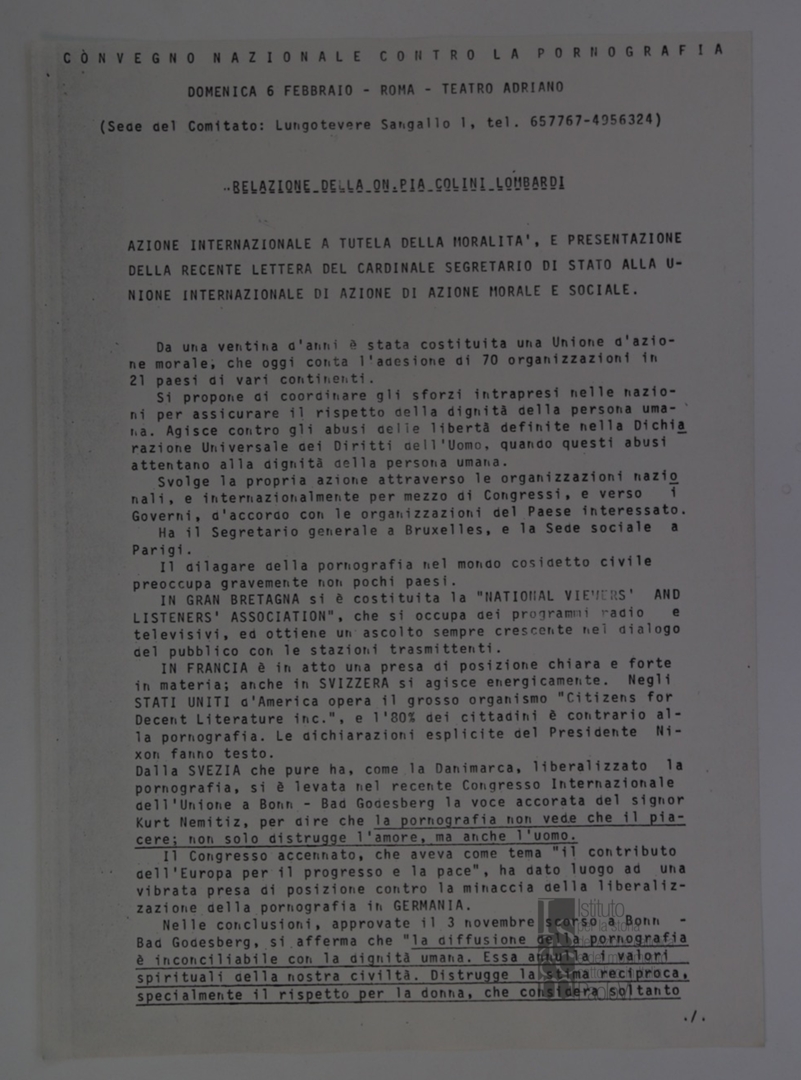 CONVEGNO NAZIONALE CONTRO LA PORNOGRAFIA
DOMENICA 6 FEBBRAIO - ROMA - TEATRO ADRIANO
(Sede del Comitato: Lungotevere Sangallo 1, tel. 657767-4956324)
RELAZIONE DELLA ON.PIA COLINI LOMBARDI
AZIONE INTERNAZIONALE A TUTELA DELLA MORALITA', E PRESENTAZIONE
DELLA RECENTE LETTERA DEL CARDINALE SEGRETARIO DI STATO ALLA U-
NIONE INTERNAZIONALE DI AZIONE DI AZIONE MORALE E SOCIALE.
Da una ventina d'anni è stata costituita una Unione d'azio-
ne morale, che oggi conta l'adesione di 70 organizzazioni in
21 paesi di vari continenti.
Si propone di coordinare gli sforzi intrapresi nelle nazio-
ni per assicurare il rispetto della dignità della persona uma-
na. Agisce contro gli abusi delle libertà definite nella Dichia
razione Universale dei Diritti dell'Uomo, quando questi abusi
attentano alla dignità della persona umana.
Svolge la propria azione attraverso le organizzazioni nazio
nali, e internazionalmente per mezzo di Congressi, e verso i
Governi, d'accordo con le organizzazioni del Paese interessato.
Ha il Segretario generale a Bruxelles, e la Sede sociale a
Parigi.
Il dilagare della pornografia nel mondo cosidetto civile
preoccupa gravemente non pochi paesi.
IN GRAN BRETAGNA si è costituita la "NATIONAL VIEWERS' AND
LISTENERS' ASSOCIATION", che si occupa dei programmi radio e
televisivi, ed ottiene un ascolto sempre crescente nel dialogo
del pubblico con le stazioni trasmittenti.
IN FRANCIA è in atto una presa di posizione chiara e forte
in materia; anche in SVIZZERA si agisce energicamente. Negli
STATI UNITI d'America opera il grosso organismo "Citizens for
Decent Literature inc.", e l'80% dei cittadini è contrario al-
la pornografia. Le dichiarazioni esplicite del Presidente Ni-
xon fanno testo.
Dalla SVEZIA che pure ha, come la Danimarca, liberalizzato la
pornografia, si è levata nel recente Congresso Internazionale
dell'Unione a Bonn - Bad Godesberg la voce accorata del signor
Kurt Nemitiz, per dire che la pornografia non vede che il pia-
cere; non solo distrugge l'amore, ma anche l'uomo.
Il Congresso accennato, che aveva come tema "il contributo
dell'Europa per il progresso e la pace", ha dato luogo ad una
vibrata presa di posizione contro la minaccia della liberaliz-
zazione della pornografia in GERMANIA.
Nelle conclusioni, approvate il 3 novembre scorso a Bonn -
Bad Godesberg, si afferma che "la diffusione della pornografia
è inconciliabile con la dignità umana. Essa annulla i valori
spirituali della nostra civiltà. Distrugge la stima reciproca,
specialmente il rispetto per la donna, che considera soltanto
./.
Istituto